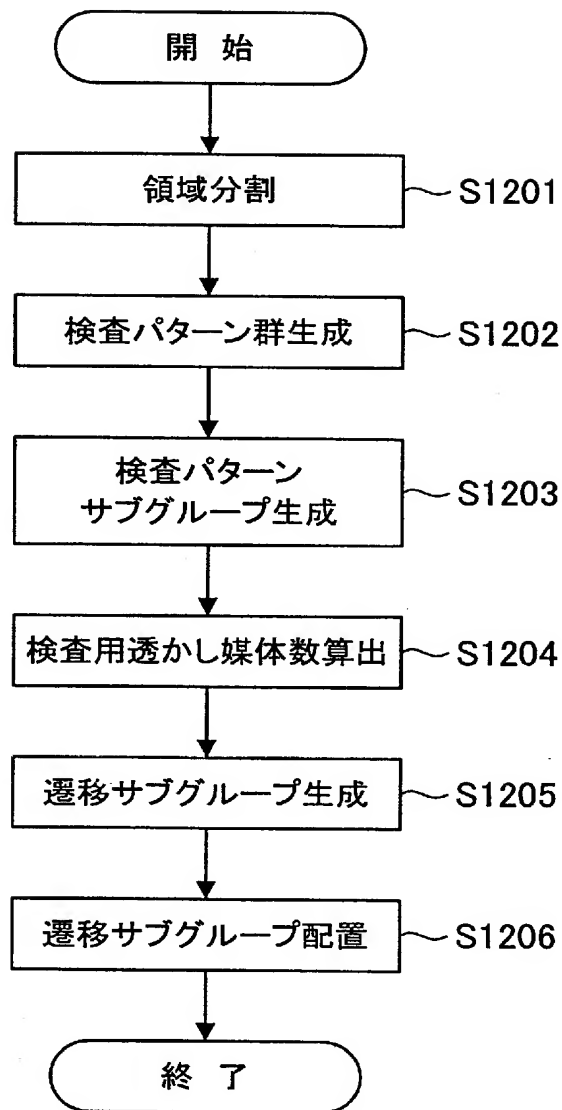 開 始
領域分割
S1201
検査パターン群生成
S1202
検査パターン
サブグループ生成
S1203
検査用透かし媒体数算出
S1204
遷移サブグループ生成
S1205
遷移サブグループ配置
S1206
終 了